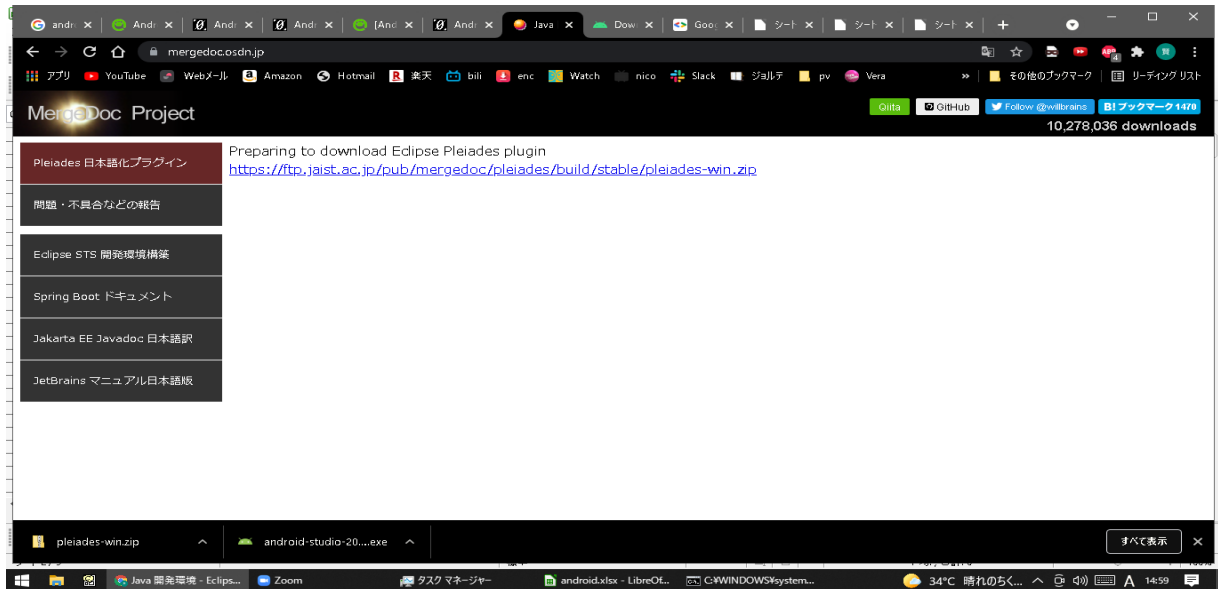 andr
And
And
And
[And
And
Java
Dow
Goo
シート
シート
シート
mergedoc.osdn.jp
アプリ YouTube Webメール Amazon Hotmail 楽天 bili enc Watch nico Slack ジョルテ pv Vera » その他のブックマーク リーディング リスト
MergeDoc Project
Qiita GitHub Follow @willbrains B! ブックマーク 1470
10,278,036 downloads
Pleiades 日本語化プラグイン
Preparing to download Eclipse Pleiades plugin
https://ftp.jaist.ac.jp/pub/mergedoc/pleiades/build/stable/pleiades-win.zip
問題・不具合などの報告
Eclipse STS 開発環境構築
Spring Boot ドキュメント
Jakarta EE Javadoc 日本語訳
JetBrains マニュアル日本語版
pleiades-win.zip
android-studio-20....exe
すべて表示
Java 開発環境 - Eclips...
Zoom
タスク マネージャー
android.xlsx - LibreOf...
C:¥WINDOWS¥system...
34°C 晴れのちく...
A
14:59